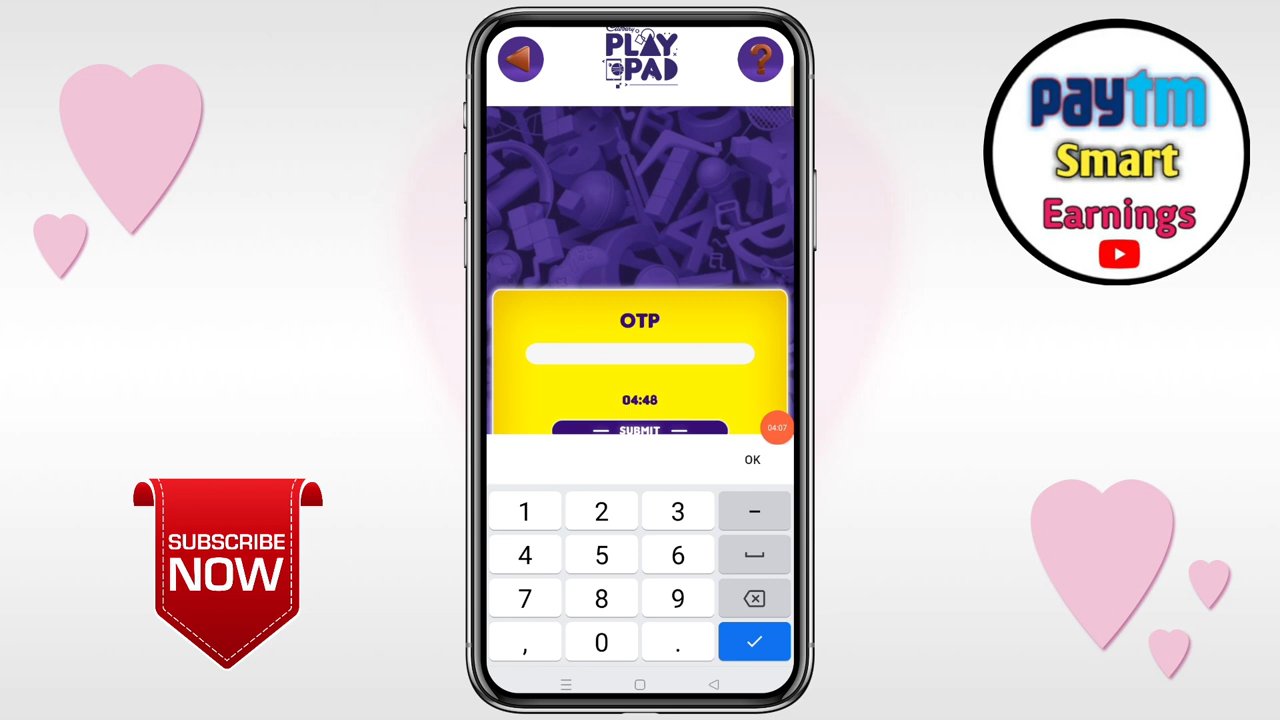 PLAY
PAD
?
paytm
Smart
Earnings
OTP
04:48
SUBMIT
04:07
OK
1 2 3 -
4 5 6
7 8 9
, 0 .
SUBSCRIBE
NOW